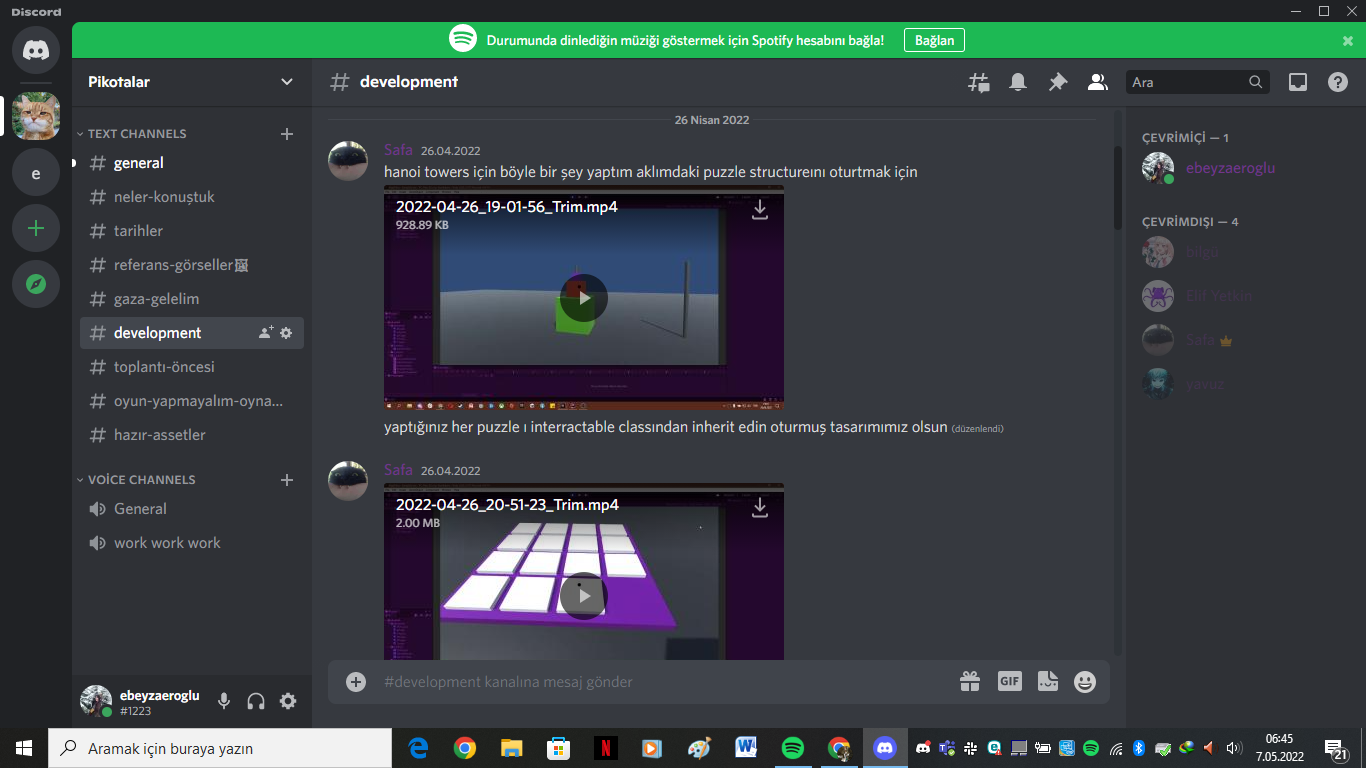 Discord
Durumunda dinlediğin müziği göstermek için Spotify hesabını bağla!
Bağlan
Pikotalar
development
Ara
TEXT CHANNELS
general
neler-konuştuk
tarihler
referans-görseller
gaza-gelelim
development
toplantı-öncesi
oyun-yapmayalım-oyna...
hazır-assetler
VOİCE CHANNELS
General
work work work
e
ebeyzaeroglu
#1223
26 Nisan 2022
Safa 26.04.2022
hanoi towers için böyle bir şey yaptım aklımdaki puzzle structureını oturtmak için
2022-04-26_19-01-56_Trim.mp4
928.89 KB
yaptığınız her puzzle ı interractable classından inherit edin oturmuş tasarımımız olsun (düzenlendi)
Safa 26.04.2022
2022-04-26_20-51-23_Trim.mp4
2.00 MB
#development kanalına mesaj gönder
GIF
ÇEVRİMİÇİ — 1
ebeyzaeroglu
ÇEVRİMDIŞI — 4
bilgü
Elif Yetkin
Safa
yavuz
Aramak için buraya yazın
06:45
7.05.2022
21